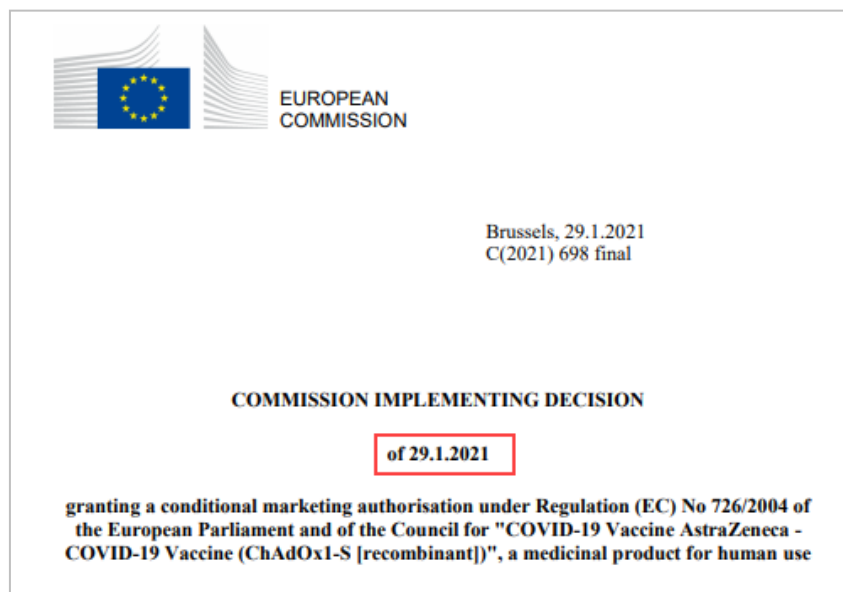 EUROPEAN
COMMISSION
Brussels, 29.1.2021
C(2021) 698 final
COMMISSION IMPLEMENTING DECISION
of 29.1.2021
granting a conditional marketing authorisation under Regulation (EC) No 726/2004 of
the European Parliament and of the Council for "COVID-19 Vaccine AstraZeneca -
COVID-19 Vaccine (ChAdOx1-S [recombinant])", a medicinal product for human use